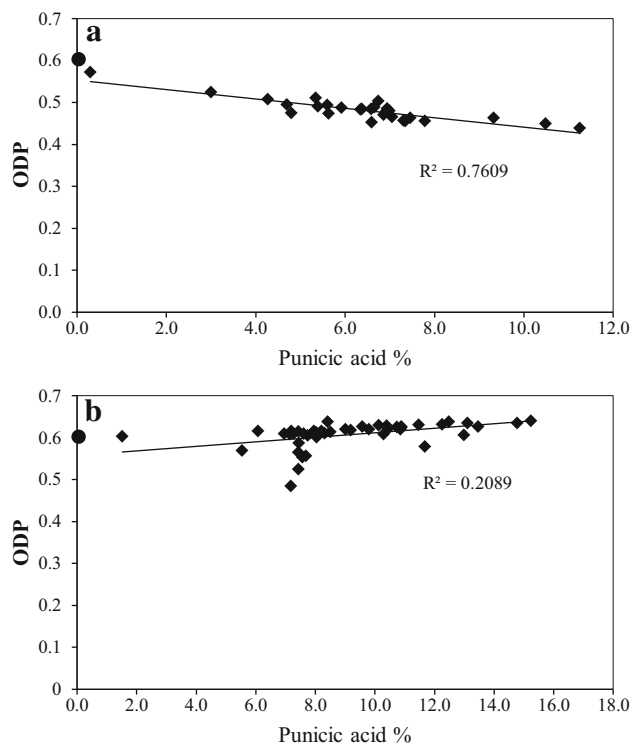 a
0.7
0.6
0.5
0.4
0.3
0.2
0.1
0.0
ODP
R² = 0.7609
0.0 2.0 4.0 6.0 8.0 10.0 12.0
Punicic acid %
b
0.7
0.6
0.5
0.4
0.3
0.2
0.1
0
ODP
R² = 0.2089
0.0 2.0 4.0 6.0 8.0 10.0 12.0 14.0 16.0 18.0
Punicic acid %